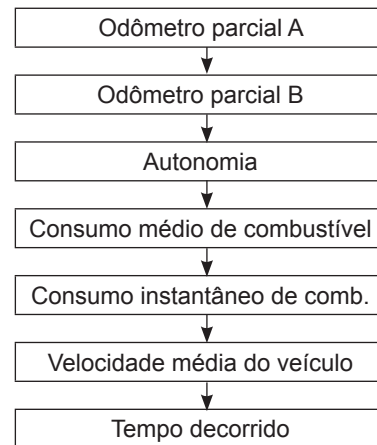 Odômetro parcial A
Odômetro parcial B
Autonomia
Consumo médio de combustível
Consumo instantâneo de comb.
Velocidade média do veículo
Tempo decorrido